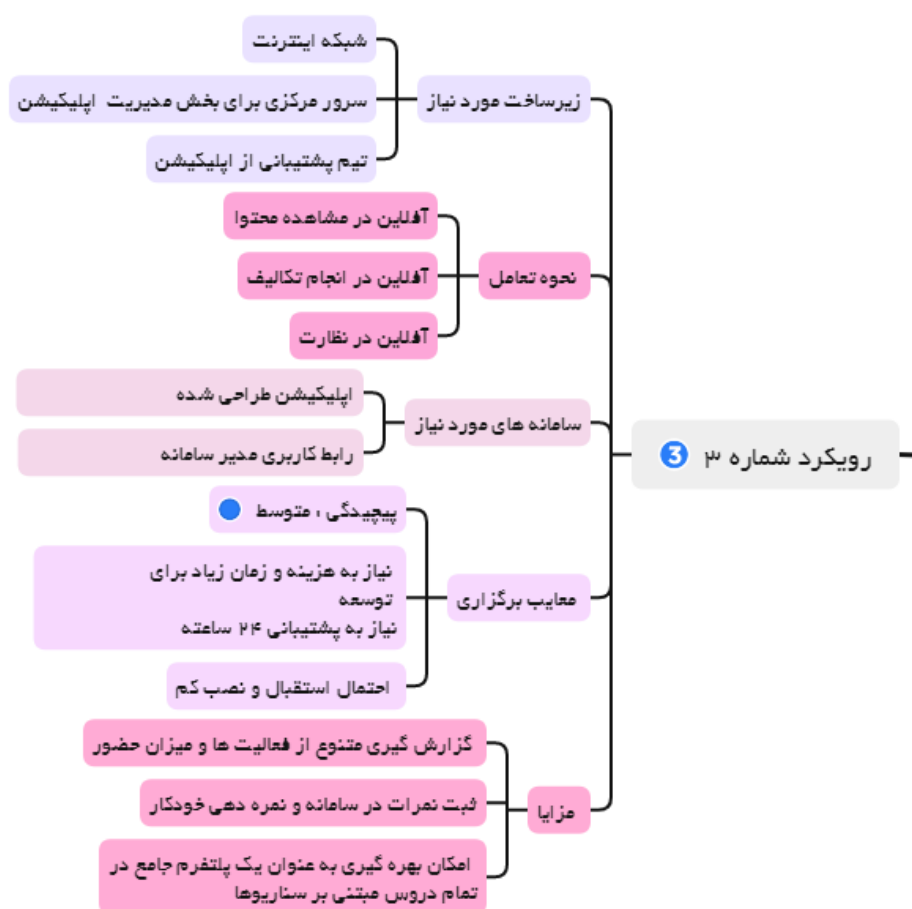 رویکرد شماره ۳ 3
زیرساخت مورد نیاز
شبکه اینترنت
سرور مرکزی برای بخش مدیریت اپلیکیشن
تیم پشتیبانی از اپلیکیشن
نحوه تعامل
آفلاین در مشاهده محتوا
آفلاین در انجام تکالیف
آفلاین در نظارت
سامانه های مورد نیاز
اپلیکیشن طراحی شده
رابط کاربری مدیر سامانه
معایب برگزاری
پیچیدگی ، متوسط
نیاز به هزینه و زمان زیاد برای
توسعه
نیاز به پشتیبانی ۲۴ ساعته
احتمال استقبال و نصب کم
مزایا
گزارش گیری متنوع از فعالیت ها و میزان حضور
ثبت نمرات در سامانه و نمره دهی خودکار
امکان بهره گیری به عنوان یک پلتفرم جامع در
تمام دروس مبتنی بر سناریوها